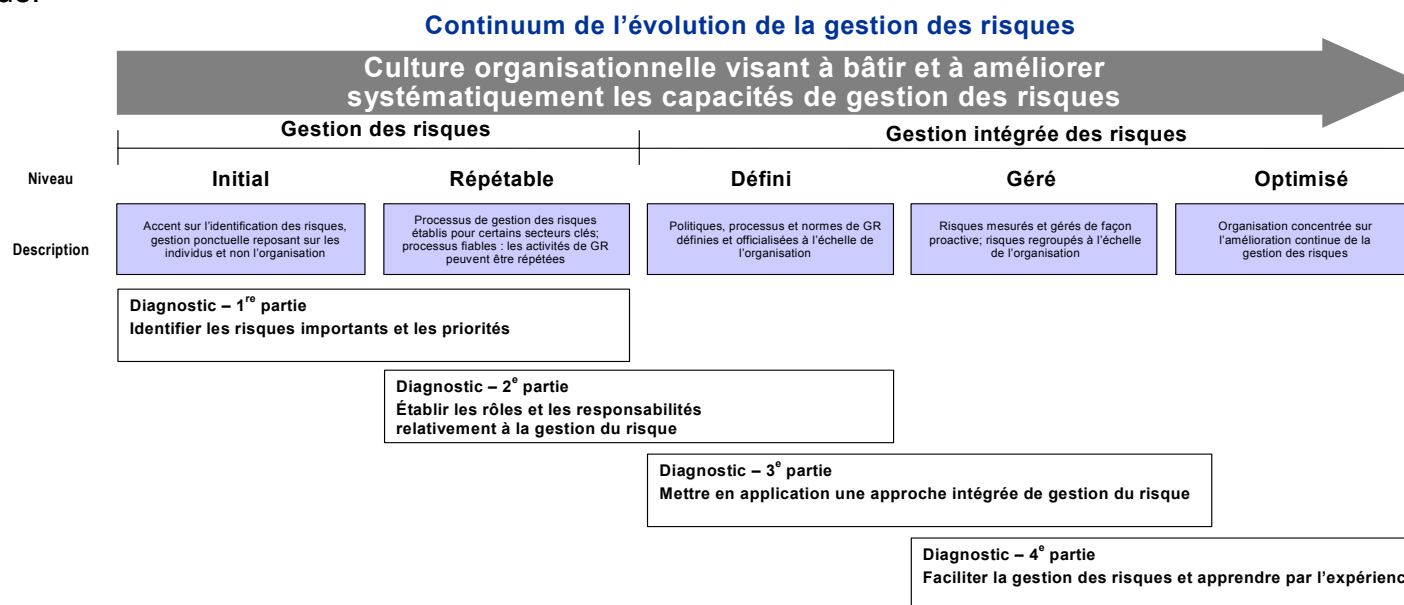 Continuum de l’évolution de la gestion des risques
Culture organisationnelle visant à bâtir et à améliorer
systématiquement les capacités de gestion des risques
Gestion des risques
Gestion intégrée des risques
Niveau
Initial
Répétable
Défini
Géré
Optimisé
Description
Accent sur l’identification des risques,
gestion ponctuelle reposant sur les
individus et non l’organisation
Processus de gestion des risques
établis pour certains secteurs clés;
processus fiables : les activités de GR
peuvent être répétées
Politiques, processus et normes de GR
définies et officialisées à l’échelle de
l’organisation
Risques mesurés et gérés de façon
proactive; risques regroupés à l’échelle
de l’organisation
Organisation concentrée sur
l’amélioration continue de la
gestion des risques
Diagnostic – 1re partie
Identifier les risques importants et les priorités
Diagnostic – 2e partie
Établir les rôles et les responsabilités
relativement à la gestion du risque
Diagnostic – 3e partie
Mettre en application une approche intégrée de gestion du risque
Diagnostic – 4e partie
Faciliter la gestion des risques et apprendre par l’expérienc